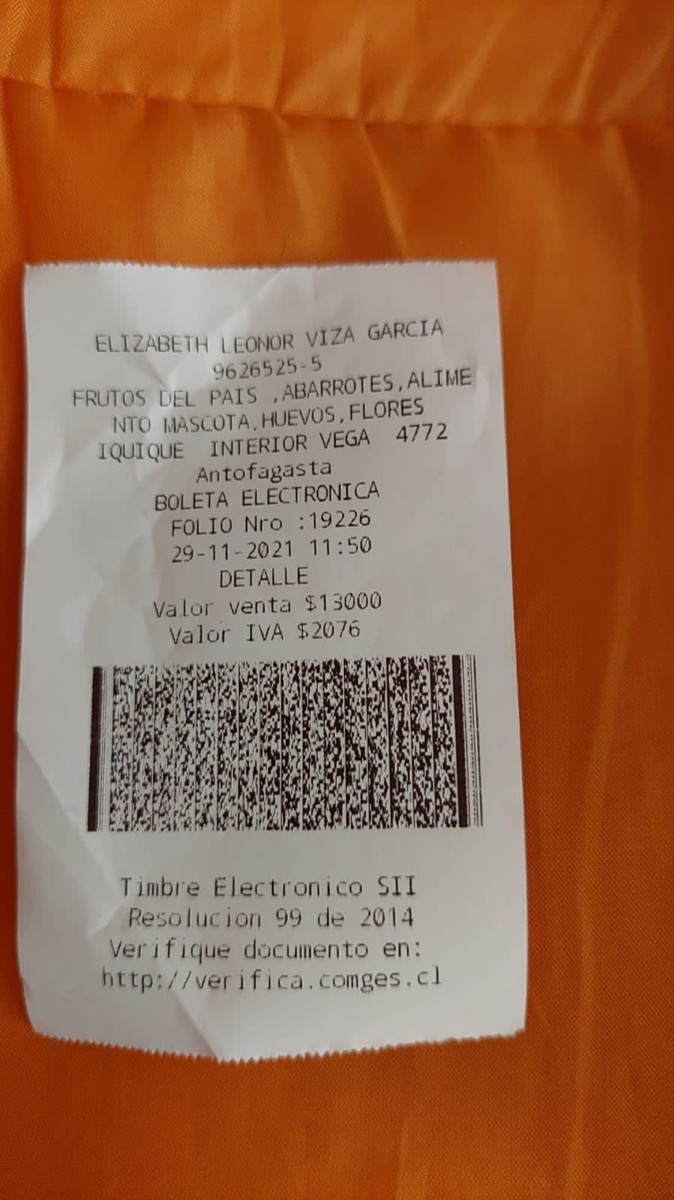 ELIZABETH LEONOR VIZA GARCIA
9626525-5
FRUTOS DEL PAIS ,ABARROTES,ALIME
NTO MASCOTA,HUEVOS,FLORES
IQUIQUE INTERIOR VEGA 4772
Antofagasta
BOLETA ELECTRONICA
FOLIO Nro :19226
29-11-2021 11:50
DETALLE
Valor venta $13000
Valor IVA $2076
Timbre Electronico SII
Resolucion 99 de 2014
Verifique documento en:
http://verifica.comges.cl